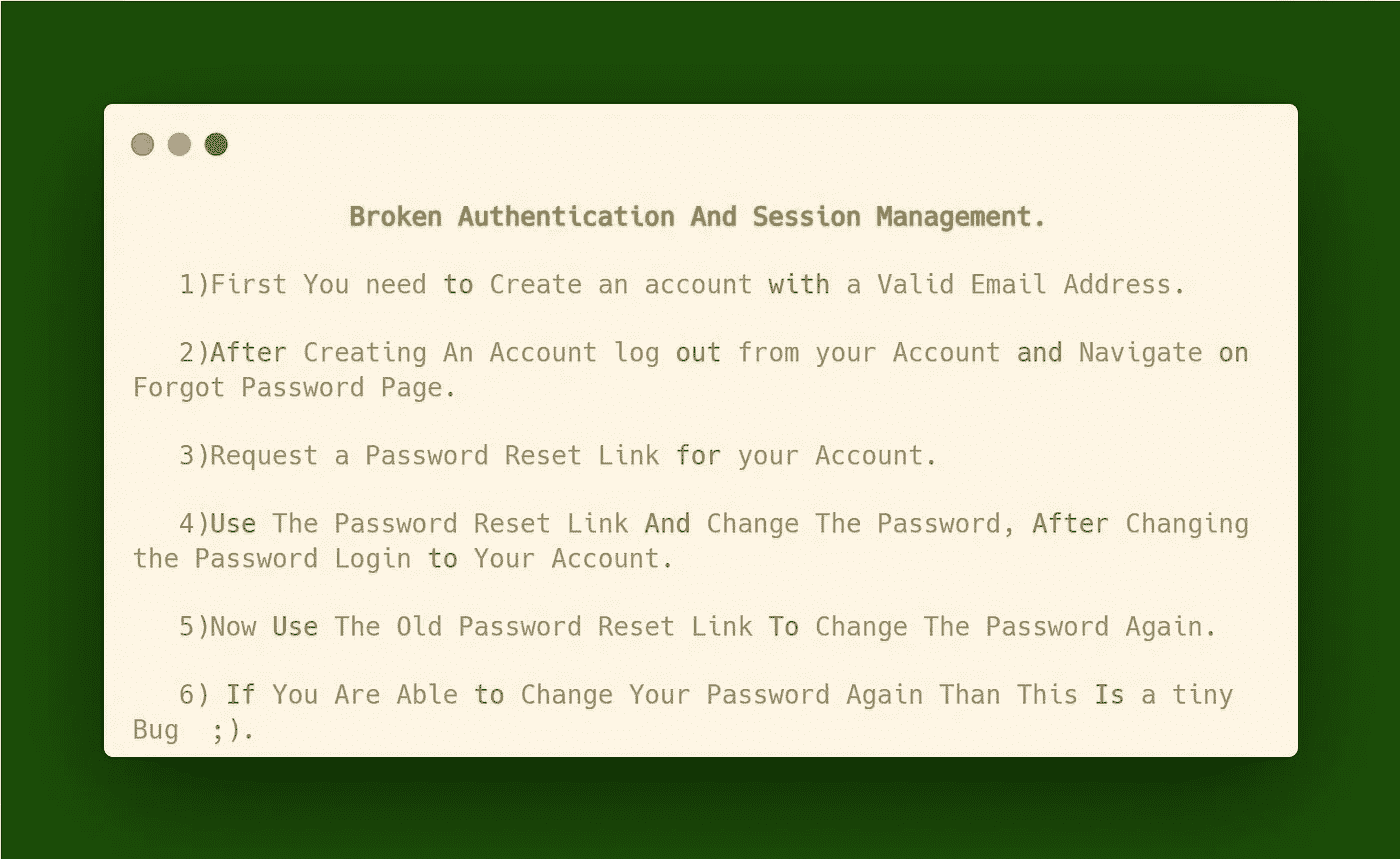 Broken Authentication And Session Management.
1)First You need to Create an account with a Valid Email Address.
2)After Creating An Account log out from your Account and Navigate on
Forgot Password Page.
3)Request a Password Reset Link for your Account.
4)Use The Password Reset Link And Change The Password, After Changing
the Password Login to Your Account.
5)Now Use The Old Password Reset Link To Change The Password Again.
6) If You Are Able to Change Your Password Again Than This Is a tiny
Bug  ;).